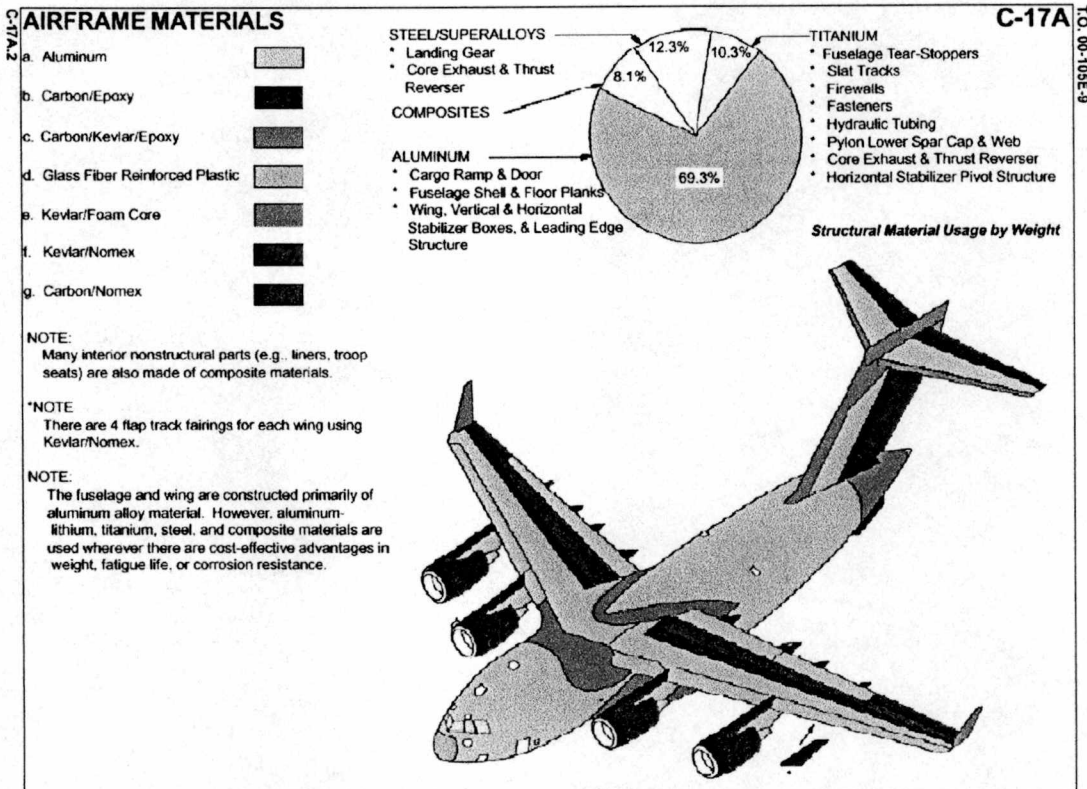 AIRFRAME MATERIALS
C-17A
C-17A.2
T.O. 00-105E-9
a. Aluminum
b. Carbon/Epoxy
c. Carbon/Kevlar/Epoxy
d. Glass Fiber Reinforced Plastic
e. Kevlar/Foam Core
f. Kevlar/Nomex
g. Carbon/Nomex
NOTE:
Many interior nonstructural parts (e.g.. liners, troop
seats) are also made of composite materials.
*NOTE
There are 4 flap track fairings for each wing using
Kevlar/Nomex.
NOTE:
The fuselage and wing are constructed primarily of
aluminum alloy material. However, aluminum-
lithium, titanium, steel, and composite materials are
used wherever there are cost-effective advantages in
weight, fatigue life, or corrosion resistance.
STEEL/SUPERALLOYS
* Landing Gear
* Core Exhaust & Thrust
Reverser
COMPOSITES
ALUMINUM
* Cargo Ramp & Door
* Fuselage Shell & Floor Planks
* Wing, Vertical & Horizontal
Stabilizer Boxes, & Leading Edge
Structure
12.3%
10.3%
8.1%
69.3%
TITANIUM
* Fuselage Tear-Stoppers
* Slat Tracks
* Firewalls
* Fasteners
* Hydraulic Tubing
* Pylon Lower Spar Cap & Web
* Core Exhaust & Thrust Reverser
* Horizontal Stabilizer Pivot Structure
Structural Material Usage by Weight